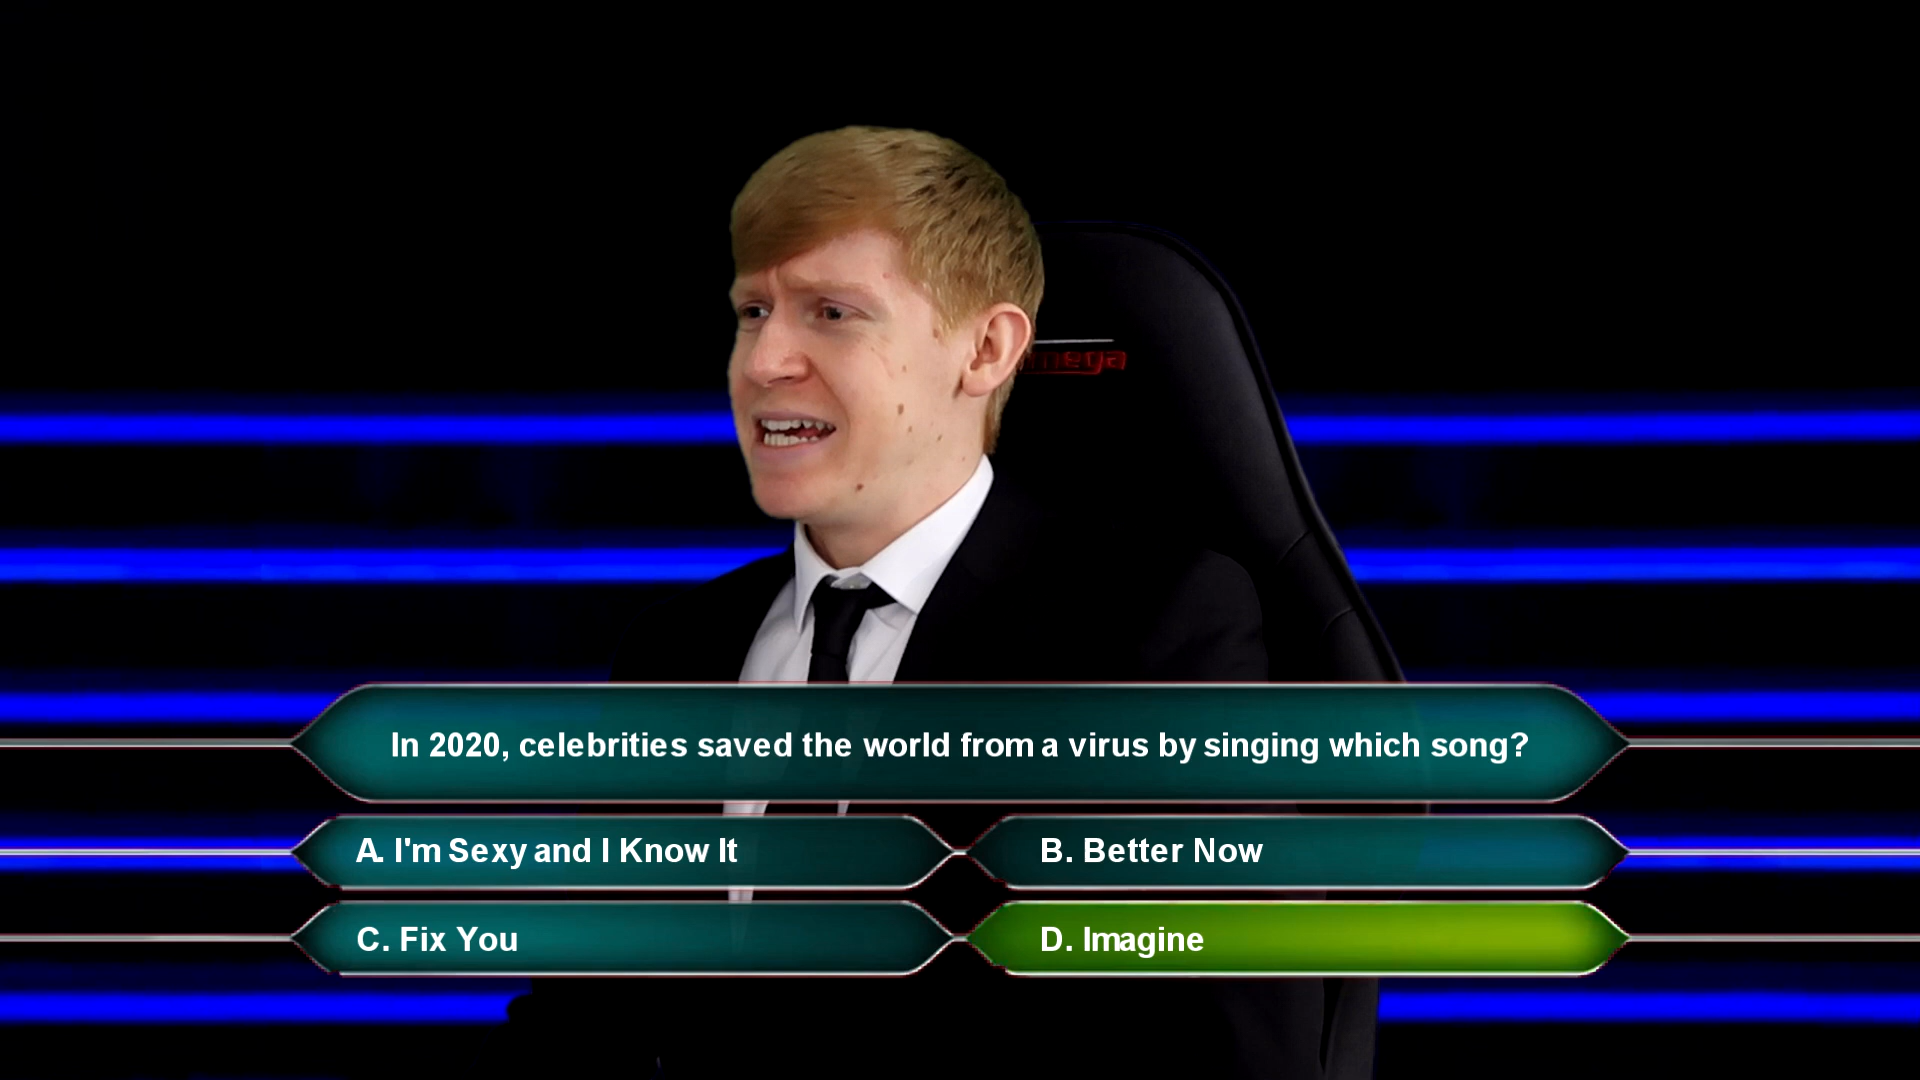 In 2020, celebrities saved the world from a virus by singing which song?
A. I'm Sexy and I Know It
B. Better Now
C. Fix You
D. Imagine